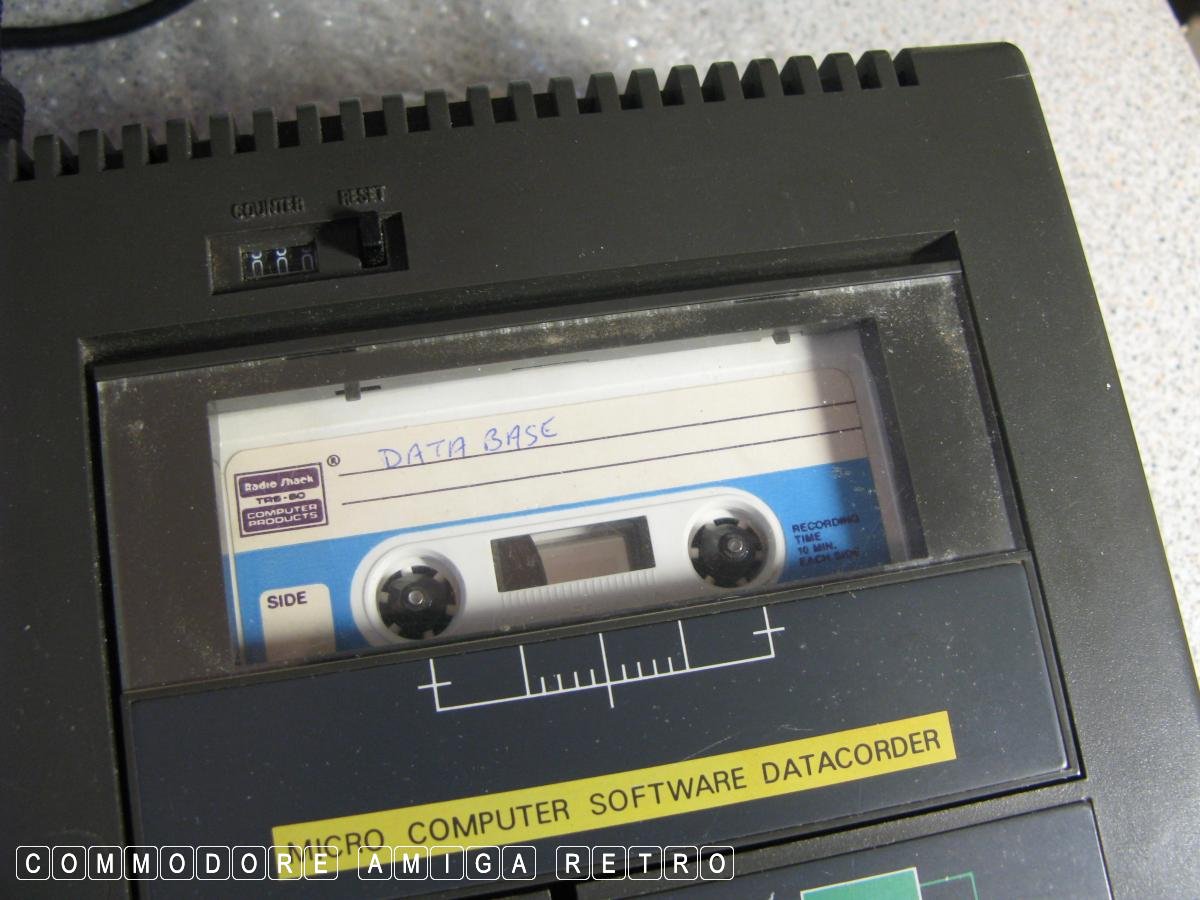 COUNTER RESET
DATA BASE
®
Radio Shack
TRS-80
COMPUTER
PRODUCTS
RECORDING
TIME
10 MIN.
EACH SIDE
SIDE
MICRO COMPUTER SOFTWARE DATACORDER
COMMODORE AMIGA RETRO